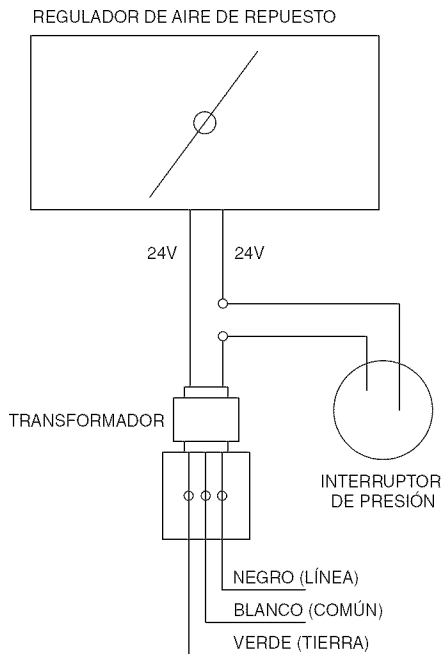 REGULADOR DE AIRE DE REPUESTO
24V
24V
TRANSFORMADOR
INTERRUPTOR
DE PRESIÓN
NEGRO (LÍNEA)
BLANCO (COMÚN)
VERDE (TIERRA)